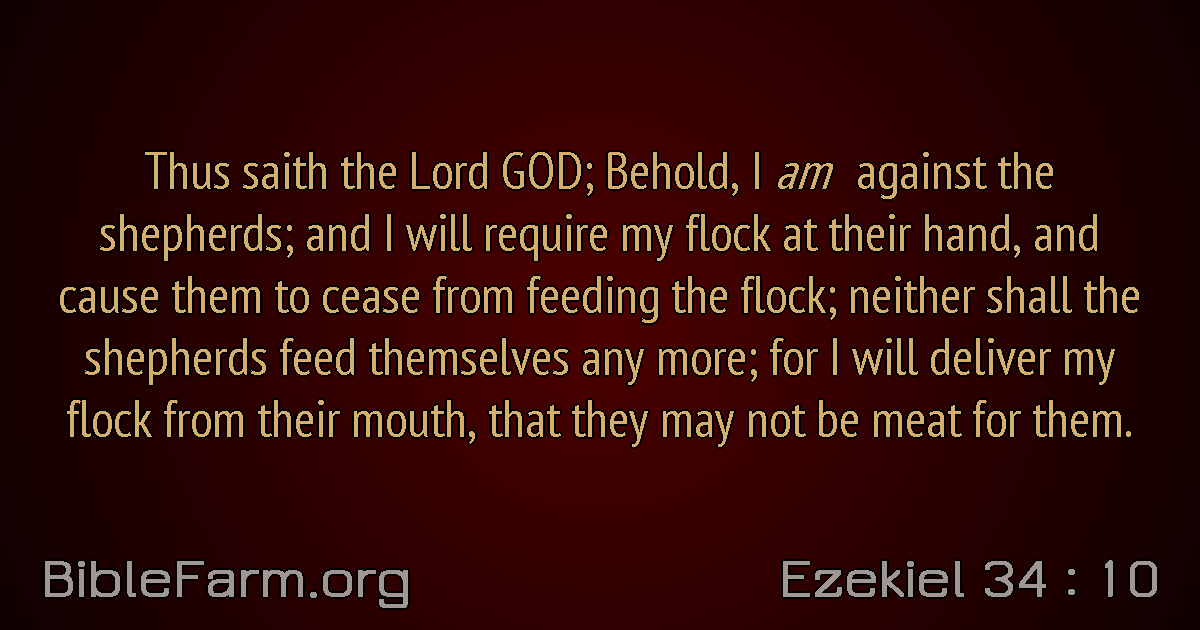 Thus saith the Lord GOD; Behold, I am against the
shepherds; and I will require my flock at their hand, and
cause them to cease from feeding the flock; neither shall the
shepherds feed themselves any more; for I will deliver my
flock from their mouth, that they may not be meat for them.
BibleFarm.org
Ezekiel 34 : 10